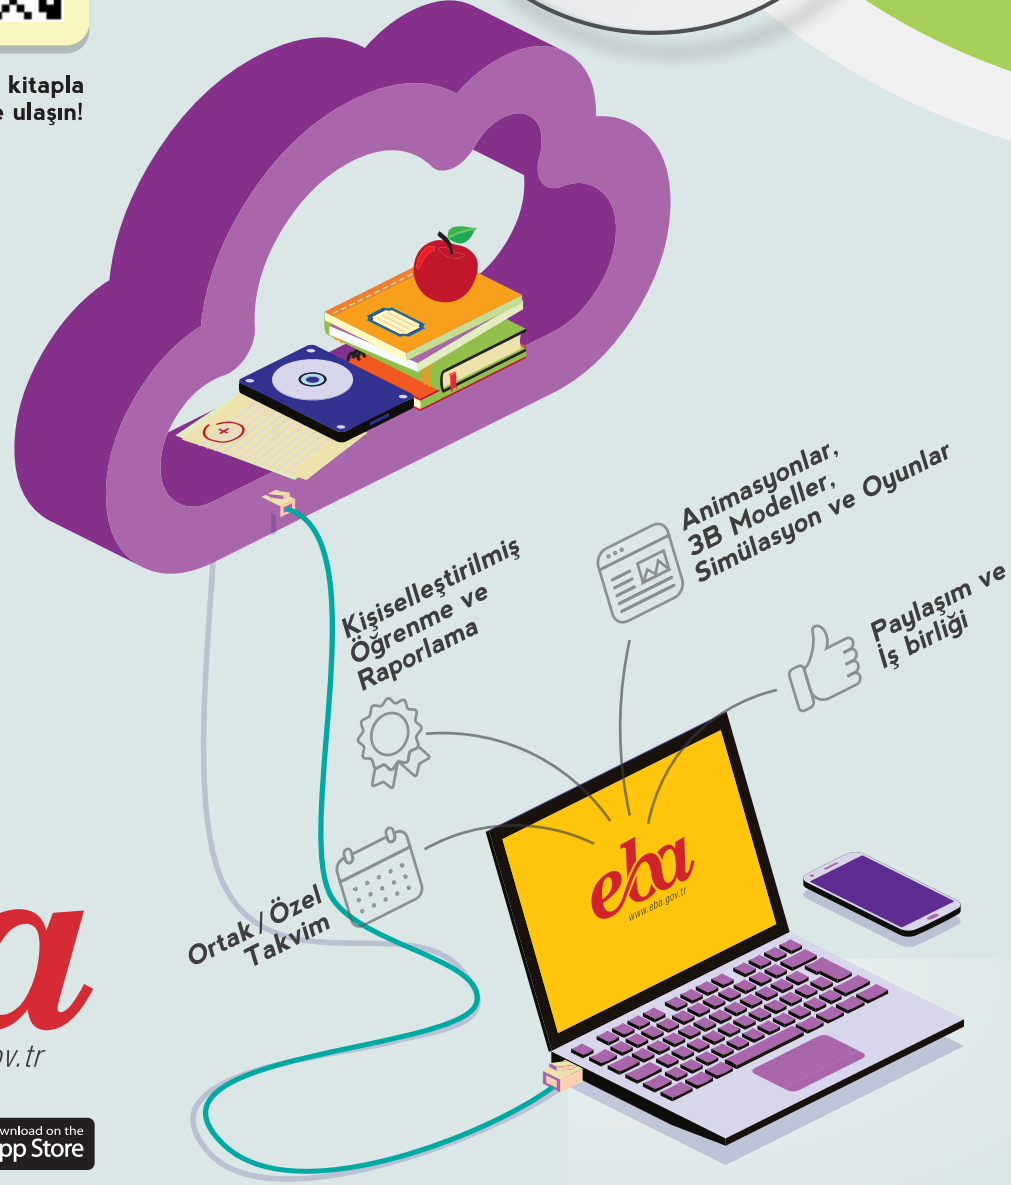 kitapla
ulaşın!
Animasyonlar,
3B Modeller,
Simülasyon ve Oyunlar
Kişiselleştirilmiş
Öğrenme ve
Raporlama
Paylaşım ve
İş birliği
Ortak / Özel
Takvim
eba
www.eba.gov.tr
a
ov.tr
wnload on the
pp Store